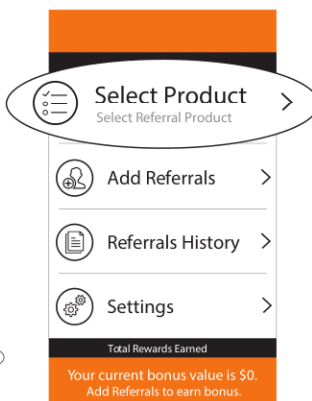 Select Product
Select Referral Product
Add Referrals
Referrals History
Settings
Total Rewards Earned
Your current bonus value is $0.
Add Referrals to earn bonus.